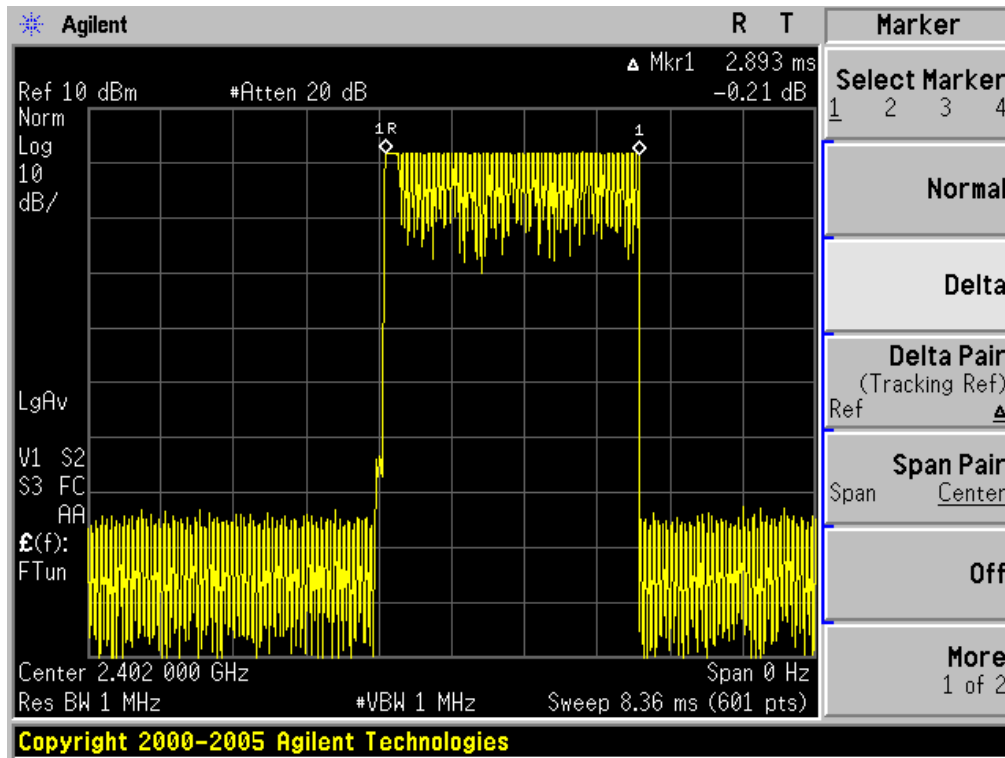 Agilent R T
Marker
Δ Mkr1 2.893 ms
Ref 10 dBm #Atten 20 dB -0.21 dB
Norm
Log
10
dB/
1R
1
LgAv
V1 S2
S3 FC
AA
£(f):
FTun
Center 2.402 000 GHz Span 0 Hz
Res BW 1 MHz #VBW 1 MHz Sweep 8.36 ms (601 pts)
Copyright 2000-2005 Agilent Technologies
Select Marker
1 2 3 4
Normal
Delta
Delta Pair
(Tracking Ref)
Ref Δ
Span Pair
Span Center
Off
More
1 of 2